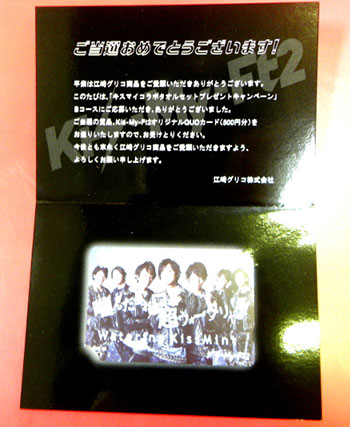 ご当選おめでとうございます!
平素は江崎グリコ商品をご愛顧いただきありがとうございます。
このたびは、「キスマイコラボタオルセットプレゼントキャンペーン」
Bコースにご応募いただき、ありがとうございました。
ご当選の賞品、Kis-My-Ft2オリジナルQUOカード(500円分)を
お送りいたしますので、お受けとりください。
今後とも末永く江崎グリコ商品をご愛顧いただきますよう、
よろしくお願い申し上げます。
江崎グリコ株式会社
Watering Kiss Mint